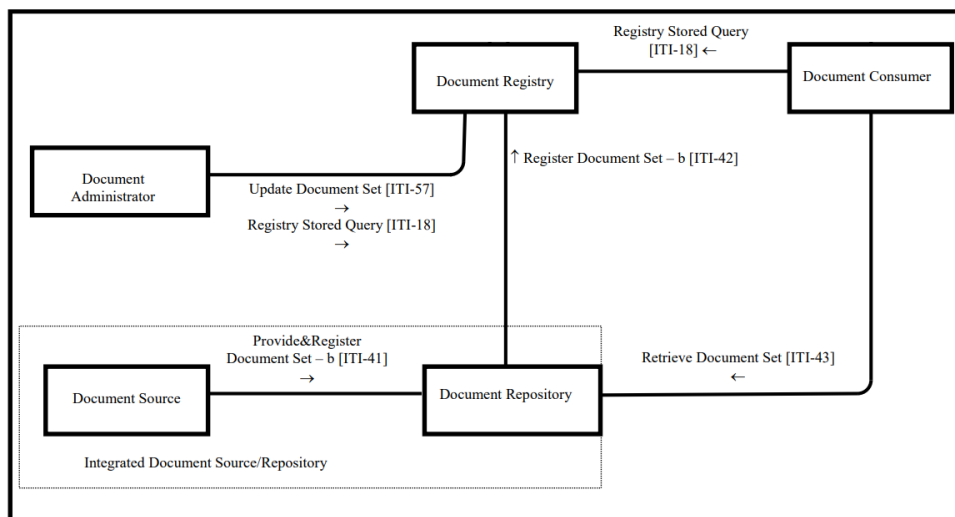 Registry Stored Query
[ITI-18] ←
Document Registry
Document Consumer
↑ Register Document Set – b [ITI-42]
Document
Administrator
Update Document Set [ITI-57]
→
Registry Stored Query [ITI-18]
→
Provide&Register
Document Set – b [ITI-41]
→
Retrieve Document Set [ITI-43]
←
Document Source
Document Repository
Integrated Document Source/Repository